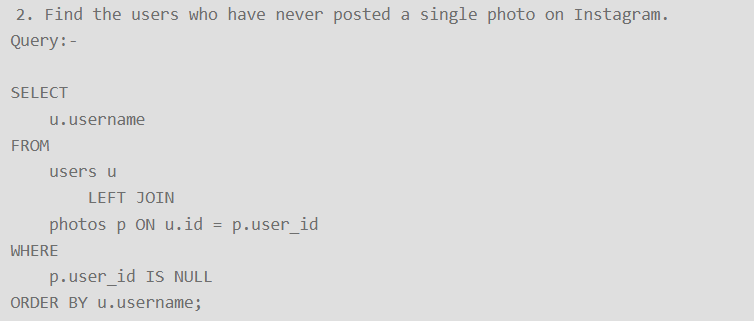 2. Find the users who have never posted a single photo on Instagram.
Query:-
SELECT
u.username
FROM
users u
LEFT JOIN
photos p ON u.id = p.user_id
WHERE
p.user_id IS NULL
ORDER BY u.username;